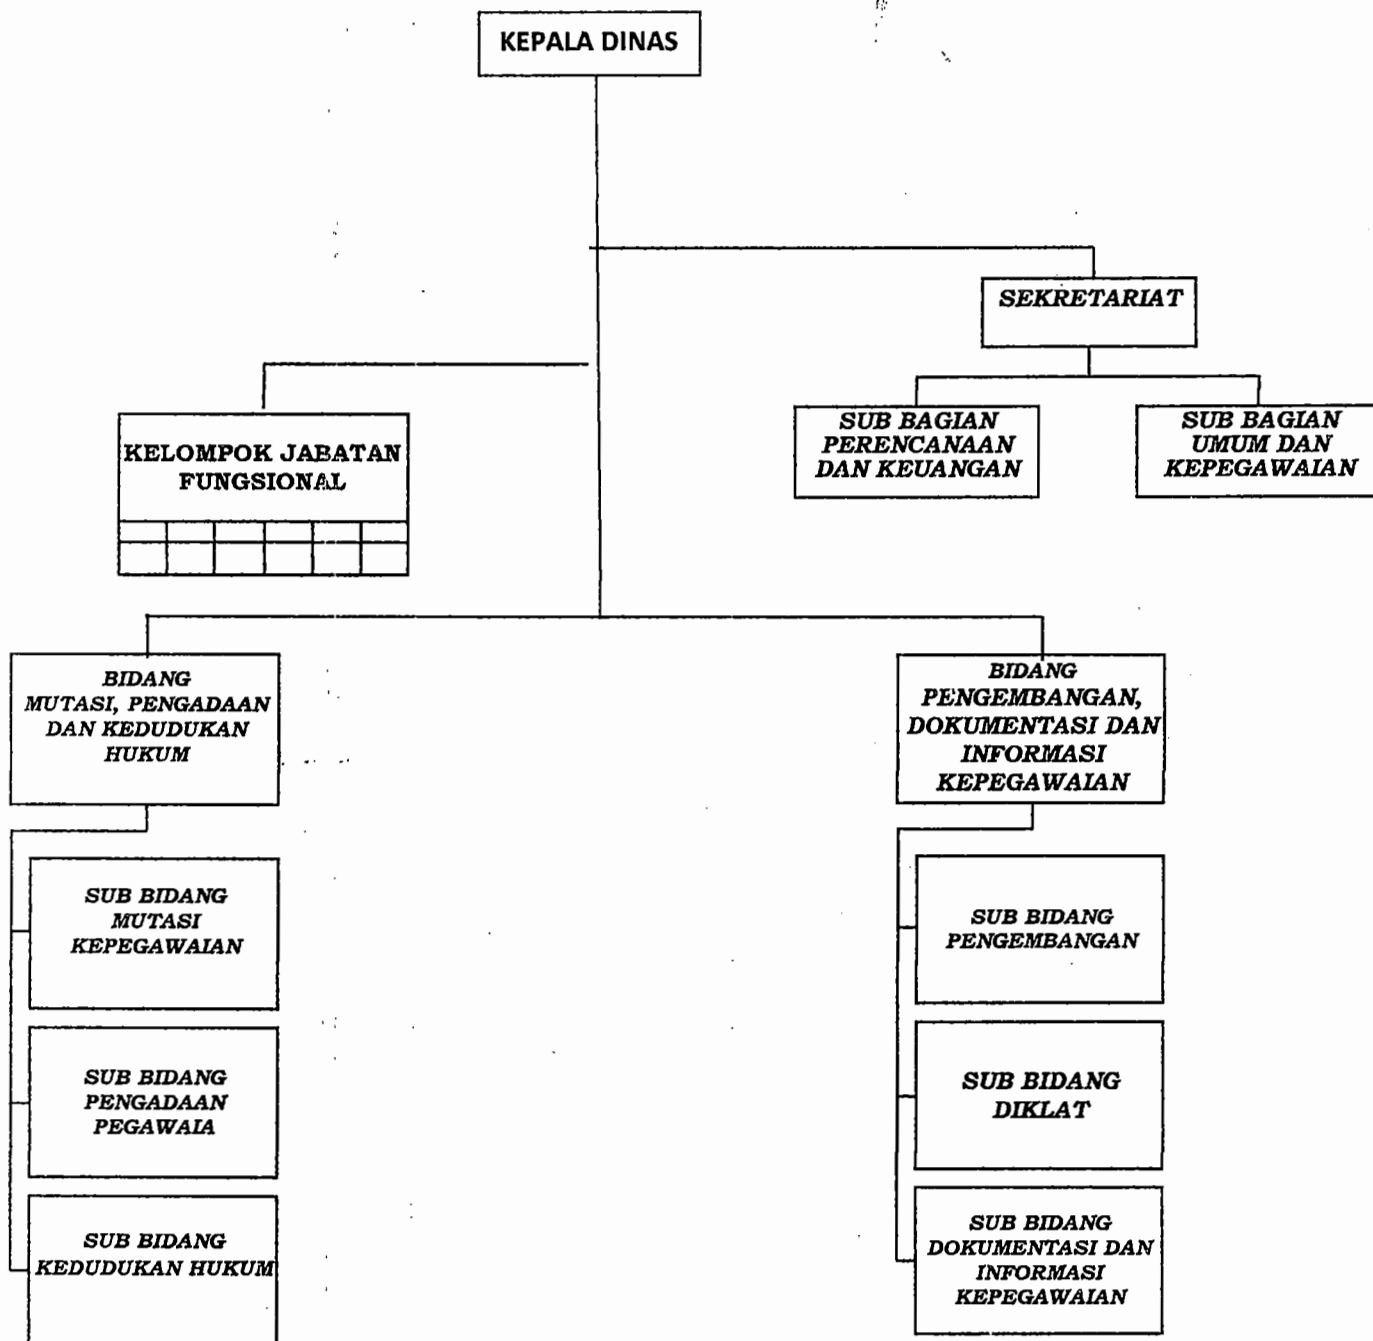 KEPALA DINAS
SEKRETARIAT
KELOMPOK JABATAN
FUNGSIONAL
SUB BAGIAN
PERENCANAAN
DAN KEUANGAN
SUB BAGIAN
UMUM DAN
KEPEGAWAIAN
BIDANG
MUTASI, PENGADAAN
DAN KEDUDUKAN
HUKUM
BIDANG
PENGEMBANGAN,
DOKUMENTASI DAN
INFORMASI
KEPEGAWAIAN
SUB BIDANG
MUTASI
KEPEGAWAIAN
SUB BIDANG
PENGADAAN
PEGAWAIA
SUB BIDANG
KEDUDUKAN HUKUM
SUB BIDANG
PENGEMBANGAN
SUB BIDANG
DIKLAT
SUB BIDANG
DOKUMENTASI DAN
INFORMASI
KEPEGAWAIAN